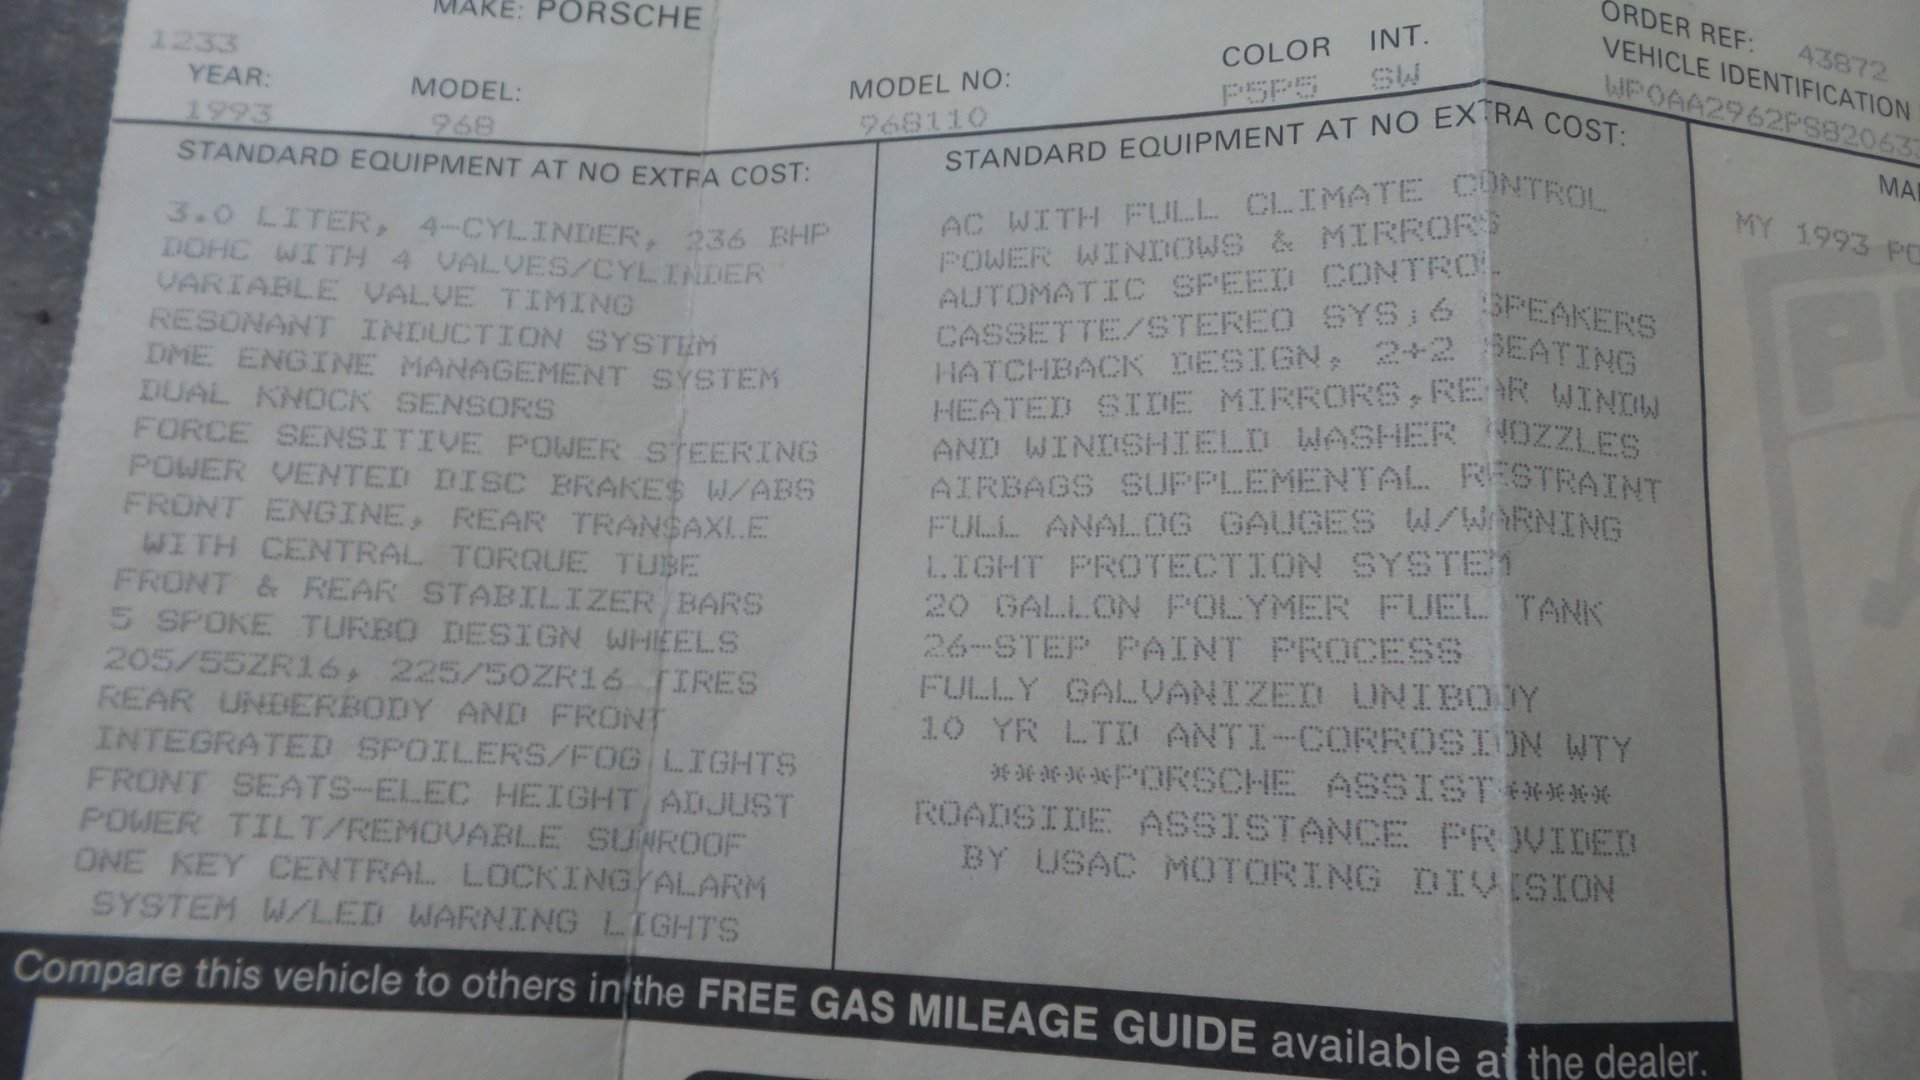 MAKE: PORSCHE
1233
YEAR:
1993
MODEL:
968
MODEL NO:
968110
COLOR INT.
P5P5 SW
ORDER REF: 43872
VEHICLE IDENTIFICATION
STANDARD EQUIPMENT AT NO EXTRA COST:
3.0 LITER, 4-CYLINDER, 236 BHP
DOHC WITH 4 VALVES/CYLINDER
VARIABLE VALVE TIMING
RESONANT INDUCTION SYSTEM
DME ENGINE MANAGEMENT SYSTEM
DUAL KNOCK SENSORS
FORCE SENSITIVE POWER STEERING
POWER VENTED DISC BRAKES W/ABS
FRONT ENGINE, REAR TRANSAXLE
WITH CENTRAL TORQUE TUBE
FRONT & REAR STABILIZER BARS
5 SPOKE TURBO DESIGN WHEELS
205/55ZR16, 225/50ZR16 TIRES
REAR UNDERBODY AND FRONT
INTEGRATED SPOILERS/FOG LIGHTS
FRONT SEATS-ELEC HEIGHT ADJUST
POWER TILT/REMOVABLE SUNROOF
ONE KEY CENTRAL LOCKING/ALARM
SYSTEM W/LED WARNING LIGHTS
STANDARD EQUIPMENT AT NO EXTRA COST:
AC WITH FULL CLIMATE CONTROL
POWER WINDOWS & MIRRORS
AUTOMATIC SPEED CONTROL
CASSETTE/STEREO SYS;6 SPEAKERS
HATCHBACK DESIGN, 2+2 SEATING
HEATED SIDE MIRRORS,REAR WINDW
AND WINDSHIELD WASHER NOZZLES
AIRBAGS SUPPLEMENTAL RESTRAINT
FULL ANALOG GAUGES W/WARNING
LIGHT PROTECTION SYSTEM
20 GALLON POLYMER FUEL TANK
26-STEP PAINT PROCESS
FULLY GALVANIZED UNIBODY
10 YR LTD ANTI-CORROSION WTY
******PORSCHE ASSIST******
ROADSIDE ASSISTANCE PROVIDED
BY USAC MOTORING DIVISION
MY 1993
Compare this vehicle to others in the FREE GAS MILEAGE GUIDE available at the dealer.